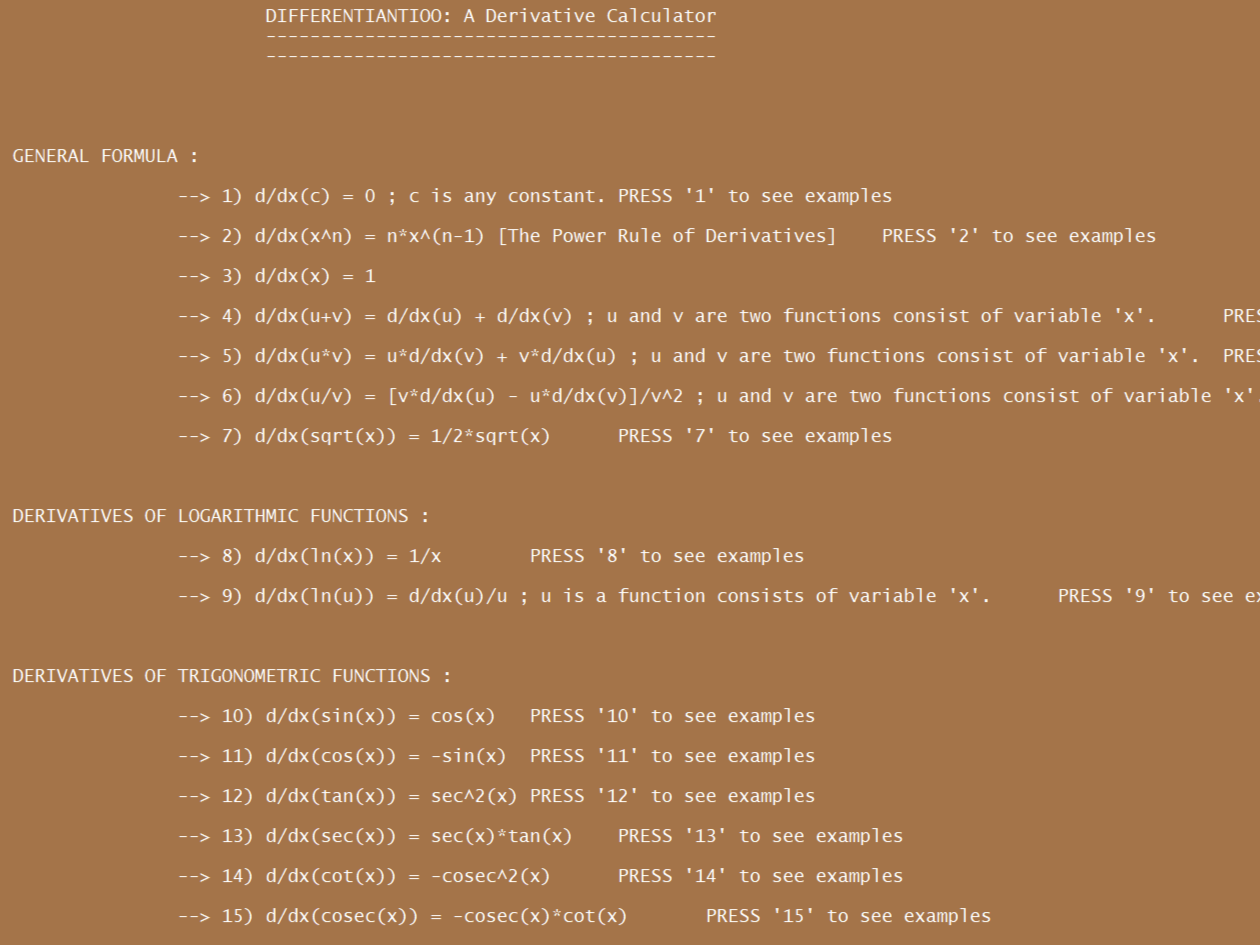 DIFFERENTIANTIOO: A Derivative Calculator
-----------------------------------------
-----------------------------------------
GENERAL FORMULA :
--> 1) d/dx(c) = 0 ; c is any constant. PRESS '1' to see examples
--> 2) d/dx(x^n) = n*x^(n-1) [The Power Rule of Derivatives] PRESS '2' to see examples
--> 3) d/dx(x) = 1
--> 4) d/dx(u+v) = d/dx(u) + d/dx(v) ; u and v are two functions consist of variable 'x'.
--> 5) d/dx(u*v) = u*d/dx(v) + v*d/dx(u) ; u and v are two functions consist of variable 'x'.
--> 6) d/dx(u/v) = [v*d/dx(u) - u*d/dx(v)]/v^2 ; u and v are two functions consist of variable 'x'.
--> 7) d/dx(sqrt(x)) = 1/2*sqrt(x) PRESS '7' to see examples
DERIVATIVES OF LOGARITHMIC FUNCTIONS :
--> 8) d/dx(ln(x)) = 1/x PRESS '8' to see examples
--> 9) d/dx(ln(u)) = d/dx(u)/u ; u is a function consists of variable 'x'. PRESS '9' to see
DERIVATIVES OF TRIGONOMETRIC FUNCTIONS :
--> 10) d/dx(sin(x)) = cos(x) PRESS '10' to see examples
--> 11) d/dx(cos(x)) = -sin(x) PRESS '11' to see examples
--> 12) d/dx(tan(x)) = sec^2(x) PRESS '12' to see examples
--> 13) d/dx(sec(x)) = sec(x)*tan(x) PRESS '13' to see examples
--> 14) d/dx(cot(x)) = -cosec^2(x) PRESS '14' to see examples
--> 15) d/dx(cosec(x)) = -cosec(x)*cot(x) PRESS '15' to see examples